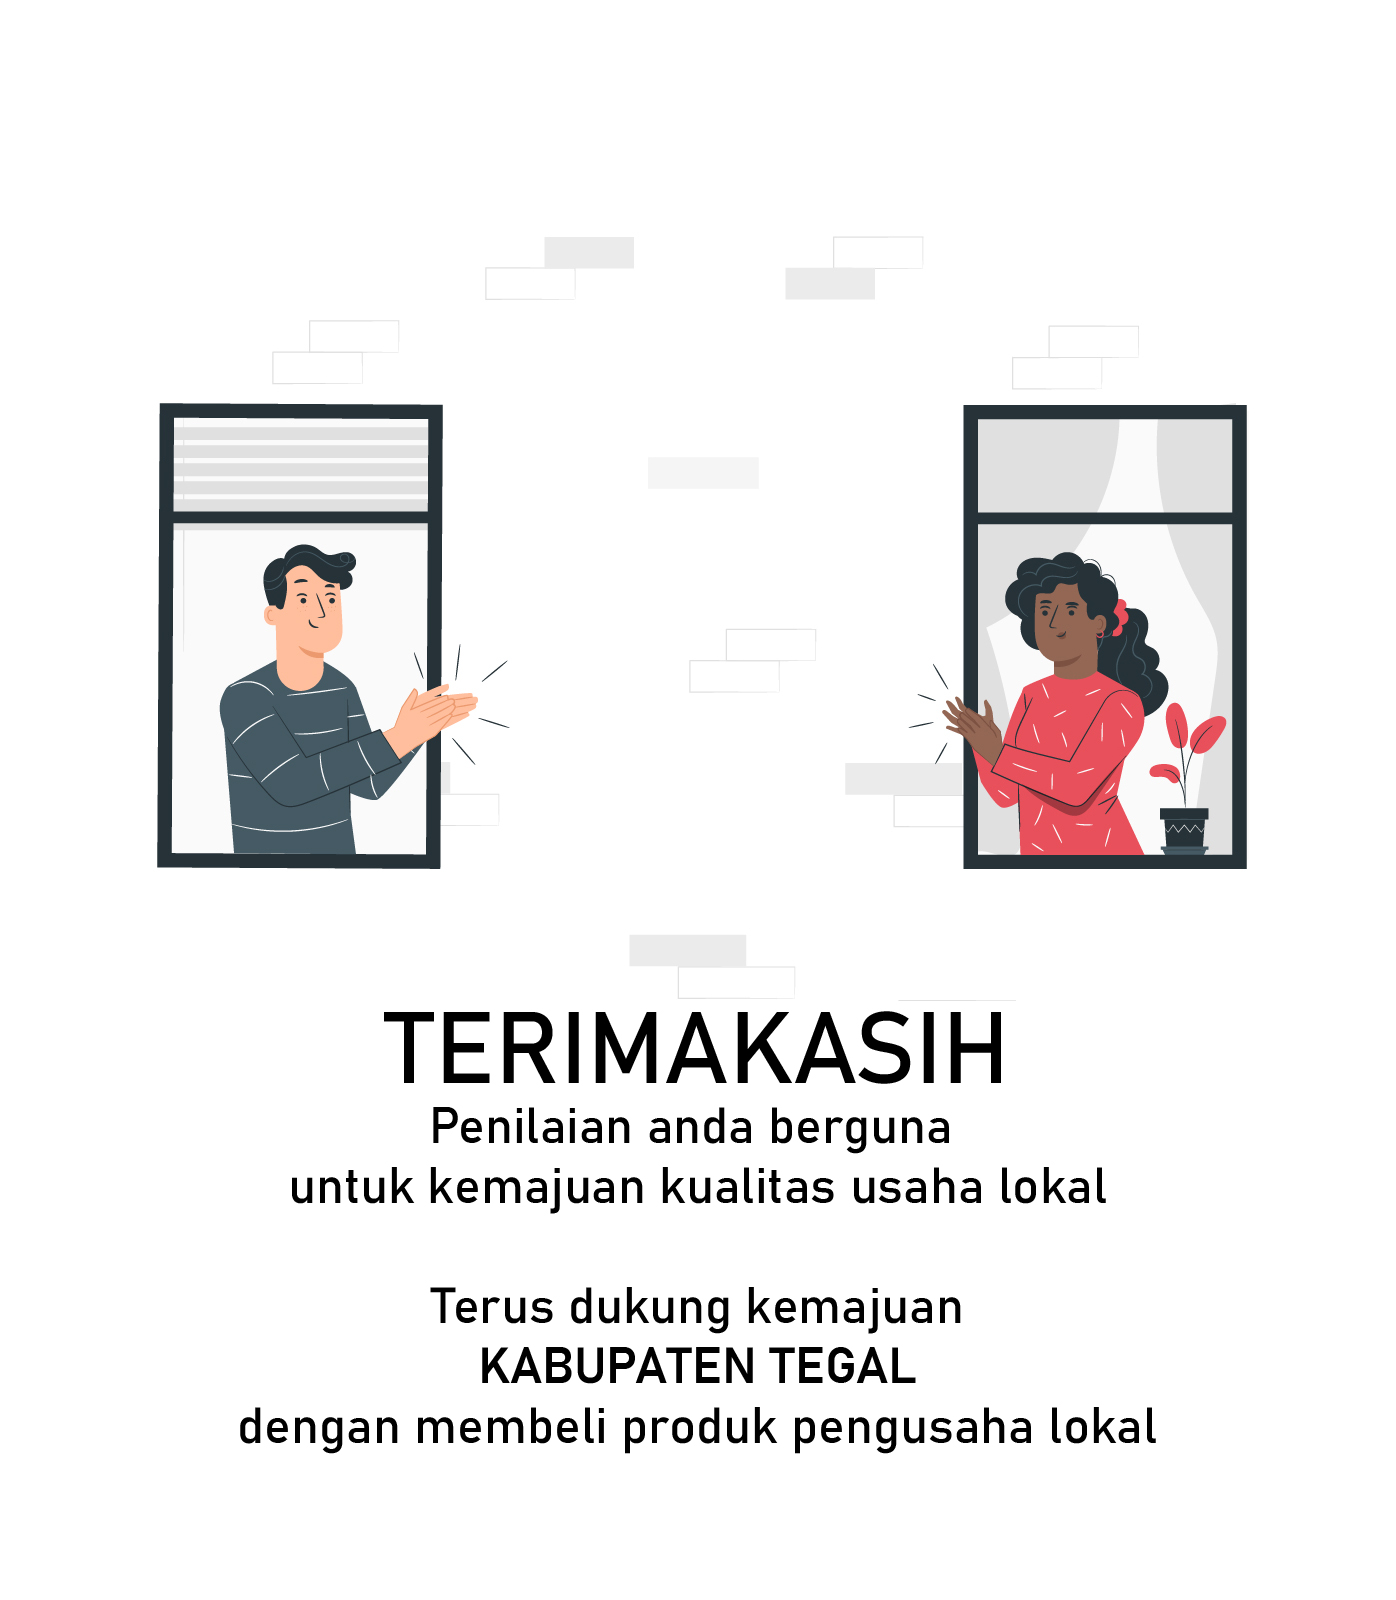 TERIMAKASIH
Penilaian anda berguna
untuk kemajuan kualitas usaha lokal
Terus dukung kemajuan
KABUPATEN TEGAL
dengan membeli produk pengusaha lokal